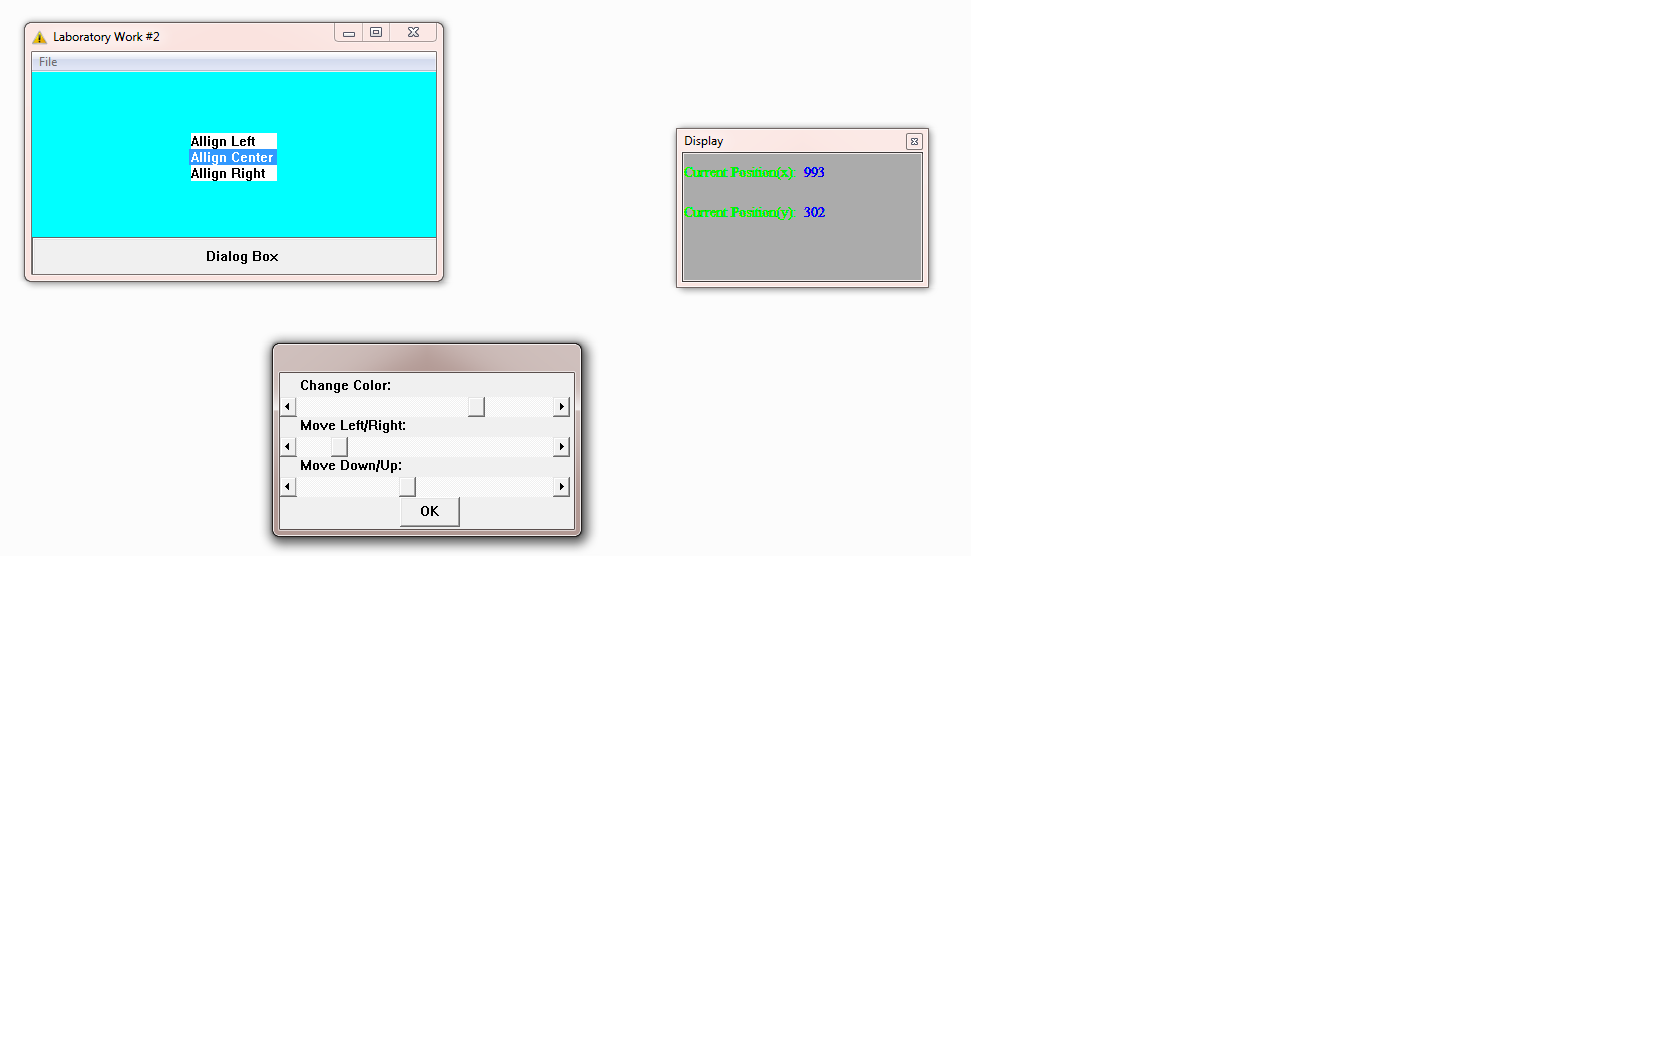 Laboratory Work #2
File
Allign Left
Allign Center
Allign Right
Dialog Box
Display
Current Position(x): 993
Current Position(y): 302
Change Color:
Move Left/Right:
Move Down/Up:
OK